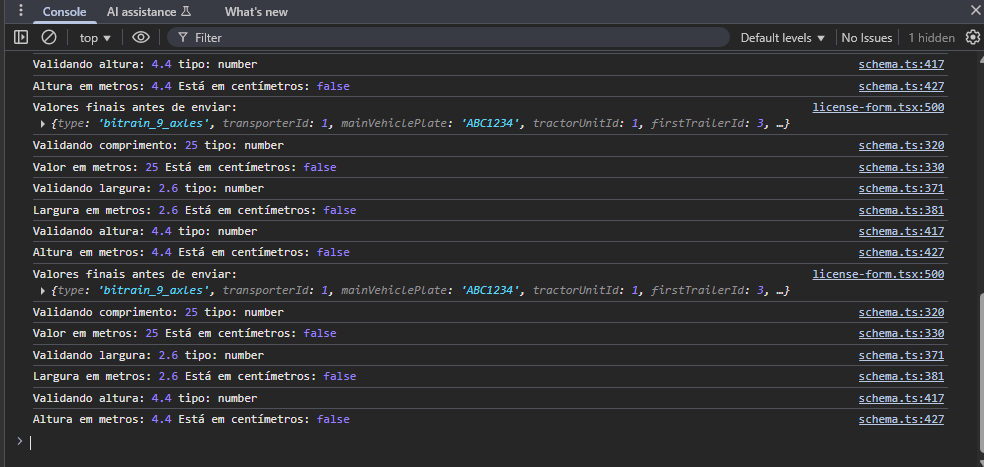 Console AI assistance What's new
top Filter Default levels No Issues 1 hidden
Validando altura: 4.4 tipo: number schema.ts:417
Altura em metros: 4.4 Está em centímetros: false schema.ts:427
Valores finais antes de enviar: license-form.tsx:500
{type: 'bitrain_9_axles', transporterId: 1, mainVehiclePlate: 'ABC1234', tractorUnitId: 1, firstTrailerId: 3, …}
Validando comprimento: 25 tipo: number schema.ts:320
Valor em metros: 25 Está em centímetros: false schema.ts:330
Validando largura: 2.6 tipo: number schema.ts:371
Largura em metros: 2.6 Está em centímetros: false schema.ts:381
Validando altura: 4.4 tipo: number schema.ts:417
Altura em metros: 4.4 Está em centímetros: false schema.ts:427
Valores finais antes de enviar: license-form.tsx:500
{type: 'bitrain_9_axles', transporterId: 1, mainVehiclePlate: 'ABC1234', tractorUnitId: 1, firstTrailerId: 3, …}
Validando comprimento: 25 tipo: number schema.ts:320
Valor em metros: 25 Está em centímetros: false schema.ts:330
Validando largura: 2.6 tipo: number schema.ts:371
Largura em metros: 2.6 Está em centímetros: false schema.ts:381
Validando altura: 4.4 tipo: number schema.ts:417
Altura em metros: 4.4 Está em centímetros: false schema.ts:427